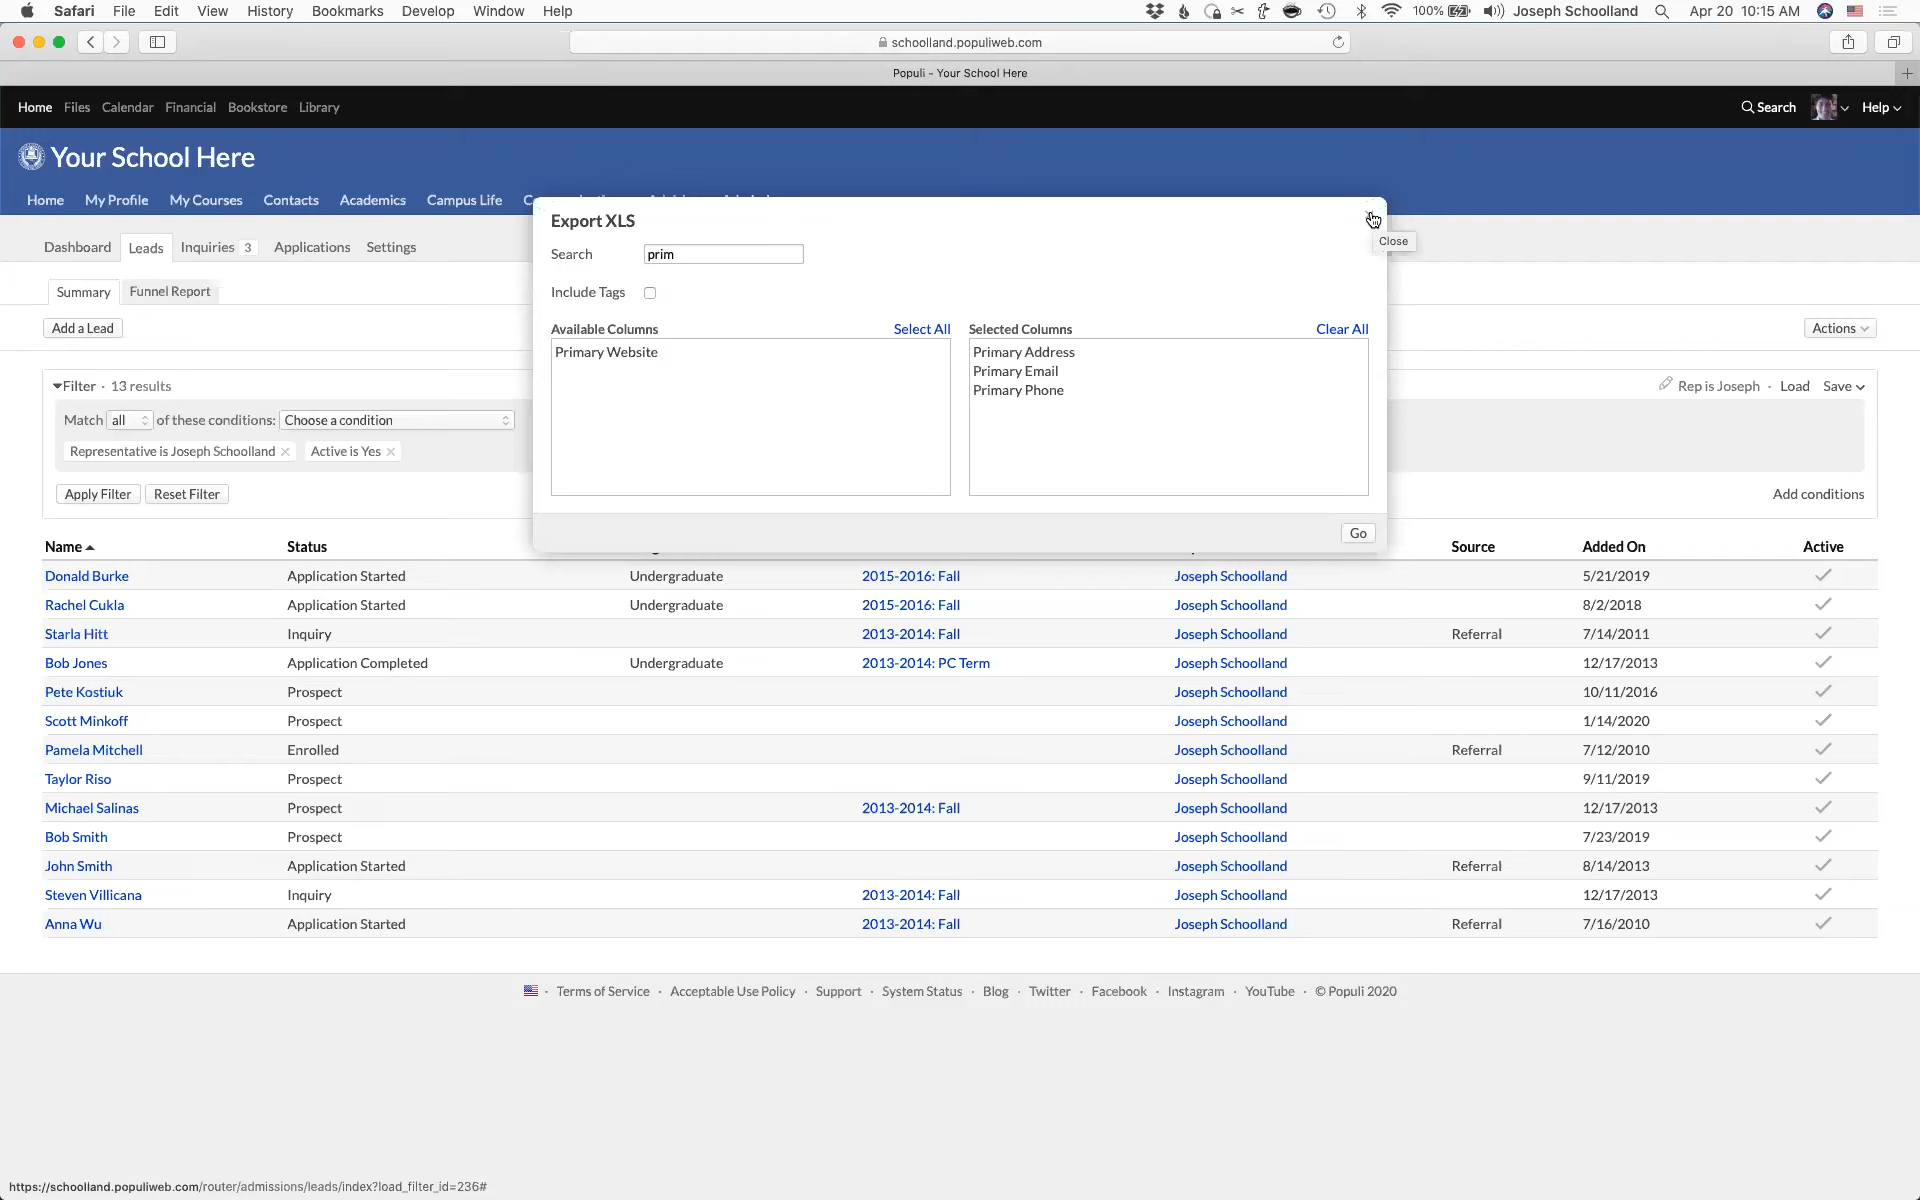 Safari File Edit View History Bookmarks Develop Window Help 100% Joseph Schoolland Apr 20 10:15 AM
schoolland.populiweb.com
Populi - Your School Here
Home Files Calendar Financial Bookstore Library Search Help
Your School Here
Home My Profile My Courses Contacts Academics Campus Life
Export XLS
Close
Dashboard Leads Inquiries 3 Applications Settings
Search prim
Summary Funnel Report
Include Tags
Add a Lead Actions
Available Columns Select All Selected Columns Clear All
Primary Website Primary Address
Primary Email
Primary Phone
Filter · 13 results Rep is Joseph · Load Save
Match all of these conditions: Choose a condition
Representative is Joseph Schoolland Active is Yes
Apply Filter Reset Filter Add conditions
Go
Name Status Source Added On Active
Donald Burke Application Started Undergraduate 2015-2016: Fall Joseph Schoolland 5/21/2019
Rachel Cukla Application Started Undergraduate 2015-2016: Fall Joseph Schoolland 8/2/2018
Starla Hitt Inquiry 2013-2014: Fall Joseph Schoolland Referral 7/14/2011
Bob Jones Application Completed Undergraduate 2013-2014: PC Term Joseph Schoolland 12/17/2013
Pete Kostiuk Prospect Joseph Schoolland 10/11/2016
Scott Minkoff Prospect Joseph Schoolland 1/14/2020
Pamela Mitchell Enrolled Joseph Schoolland Referral 7/12/2010
Taylor Riso Prospect Joseph Schoolland 9/11/2019
Michael Salinas Prospect 2013-2014: Fall Joseph Schoolland 12/17/2013
Bob Smith Prospect Joseph Schoolland 7/23/2019
John Smith Application Started Joseph Schoolland Referral 8/14/2013
Steven Villicana Inquiry 2013-2014: Fall Joseph Schoolland 12/17/2013
Anna Wu Application Started 2013-2014: Fall Joseph Schoolland Referral 7/16/2010
· Terms of Service · Acceptable Use Policy · Support · System Status · Blog · Twitter · Facebook · Instagram · YouTube · © Populi 2020
https://schoolland.populiweb.com/router/admissions/leads/index?load_filter_id=236#